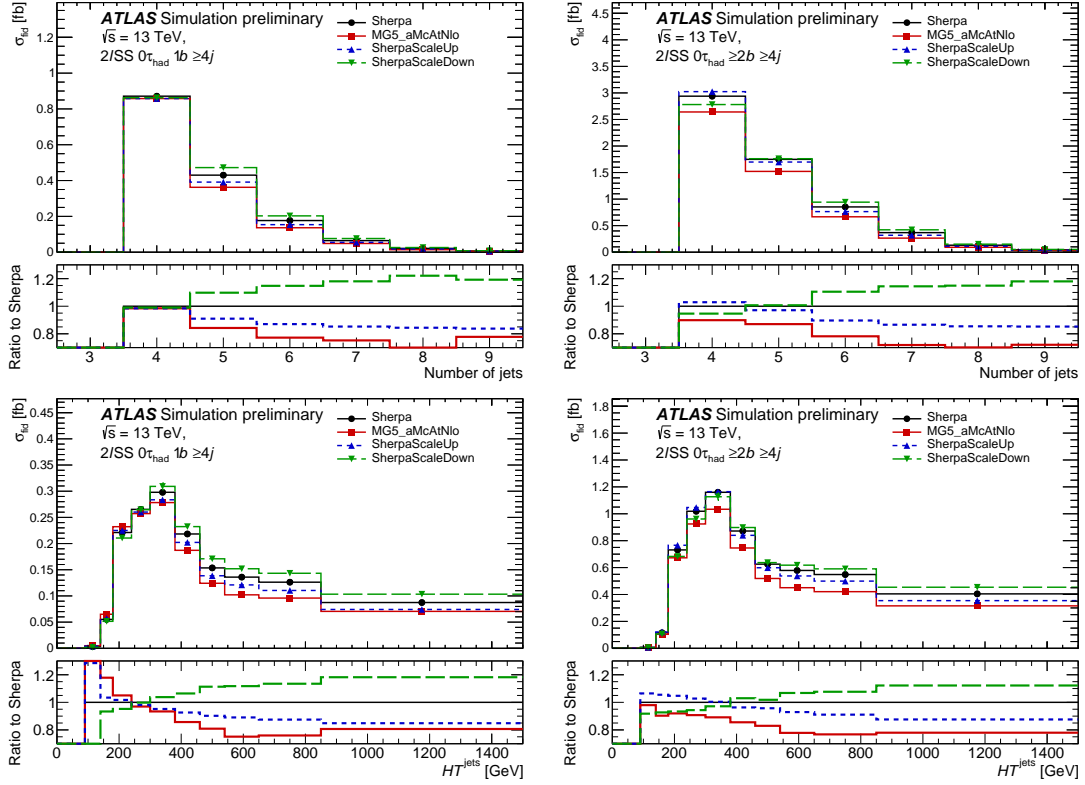 σfid [fb]
ATLAS Simulation preliminary
√s = 13 TeV,
2lSS 0τhad 1b ≥4j
Sherpa
MG5_aMcAtNlo
SherpaScaleUp
SherpaScaleDown
1.2
1
0.8
0.6
0.4
0.2
0
Ratio to Sherpa
1.2
1.0
0.8
3 4 5 6 7 8 9
Number of jets
σfid [fb]
ATLAS Simulation preliminary
√s = 13 TeV,
2lSS 0τhad ≥2b ≥4j
Sherpa
MG5_aMcAtNlo
SherpaScaleUp
SherpaScaleDown
4.5
4
3.5
3
2.5
2
1.5
1
0.5
0
Ratio to Sherpa
1.2
1.0
0.8
3 4 5 6 7 8 9
Number of jets
σfid [fb]
ATLAS Simulation preliminary
√s = 13 TeV,
2lSS 0τhad 1b ≥4j
Sherpa
MG5_aMcAtNlo
SherpaScaleUp
SherpaScaleDown
0.45
0.4
0.35
0.3
0.25
0.2
0.15
0.1
0.05
0
Ratio to Sherpa
1.2
1.0
0.8
200 400 600 800 1000 1200 1400
HTjets [GeV]
σfid [fb]
ATLAS Simulation preliminary
√s = 13 TeV,
2lSS 0τhad ≥2b ≥4j
Sherpa
MG5_aMcAtNlo
SherpaScaleUp
SherpaScaleDown
1.8
1.6
1.4
1.2
1
0.8
0.6
0.4
0.2
0
Ratio to Sherpa
1.2
1.0
0.8
200 400 600 800 1000 1200 1400
HTjets [GeV]